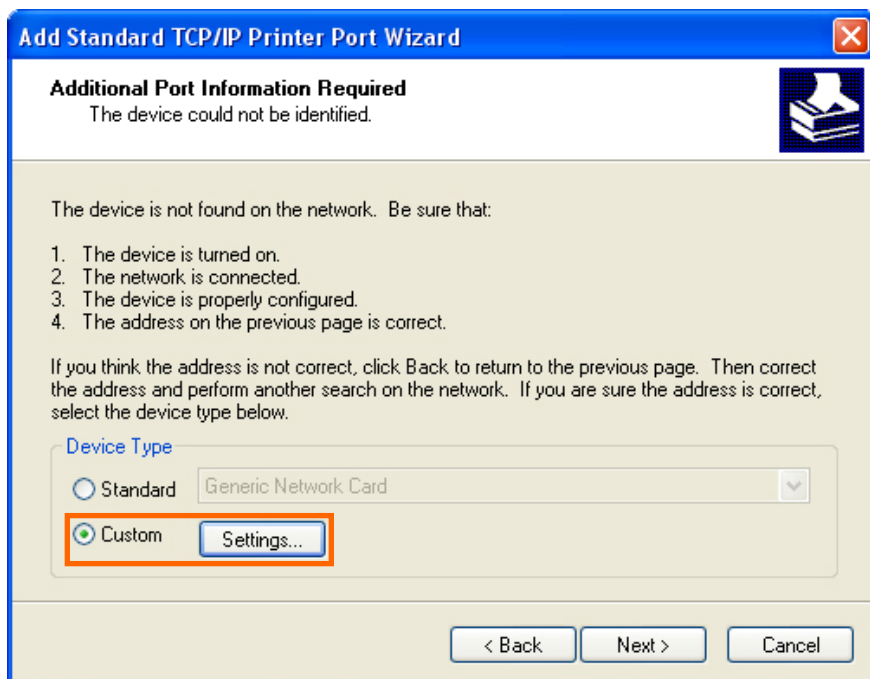 Add Standard TCP/IP Printer Port Wizard
Additional Port Information Required
The device could not be identified.
The device is not found on the network.  Be sure that:
1.  The device is turned on.
2.  The network is connected.
3.  The device is properly configured.
4.  The address on the previous page is correct.
If you think the address is not correct, click Back to return to the previous page.  Then correct
the address and perform another search on the network.  If you are sure the address is correct,
select the device type below.
Device Type
Standard Generic Network Card
Custom Settings...
< Back Next > Cancel